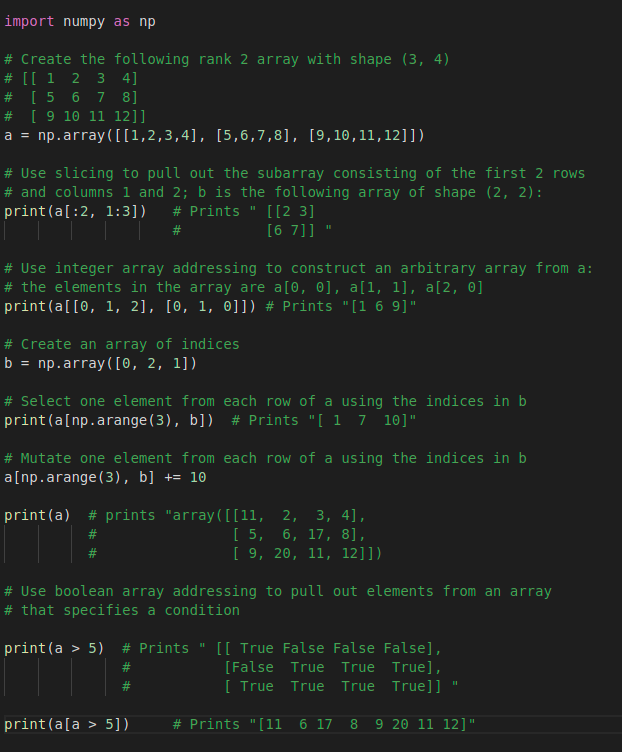 import numpy as np

# Create the following rank 2 array with shape (3, 4)
# [[ 1  2  3  4]
#  [ 5  6  7  8]
#  [ 9 10 11 12]]
a = np.array([[1,2,3,4], [5,6,7,8], [9,10,11,12]])

# Use slicing to pull out the subarray consisting of the first 2 rows
# and columns 1 and 2; b is the following array of shape (2, 2):
print(a[:2, 1:3])   # Prints " [[2 3]
                    #          [6 7]] "

# Use integer array addressing to construct an arbitrary array from a:
# the elements in the array are a[0, 0], a[1, 1], a[2, 0]
print(a[[0, 1, 2], [0, 1, 0]]) # Prints "[1 6 9]"

# Create an array of indices
b = np.array([0, 2, 1])

# Select one element from each row of a using the indices in b
print(a[np.arange(3), b])  # Prints "[ 1  7  10]"

# Mutate one element from each row of a using the indices in b
a[np.arange(3), b] += 10

print(a)  # prints "array([[11,  2,  3, 4],
          #                [ 5,  6, 17, 8],
          #                [ 9, 20, 11, 12]])

# Use boolean array addressing to pull out elements from an array
# that specifies a condition

print(a > 5)  # Prints " [[ True False False False],
              #           [False  True  True  True],
              #           [ True  True  True  True]] "

print(a[a > 5])     # Prints "[11  6 17  8  9 20 11 12]"